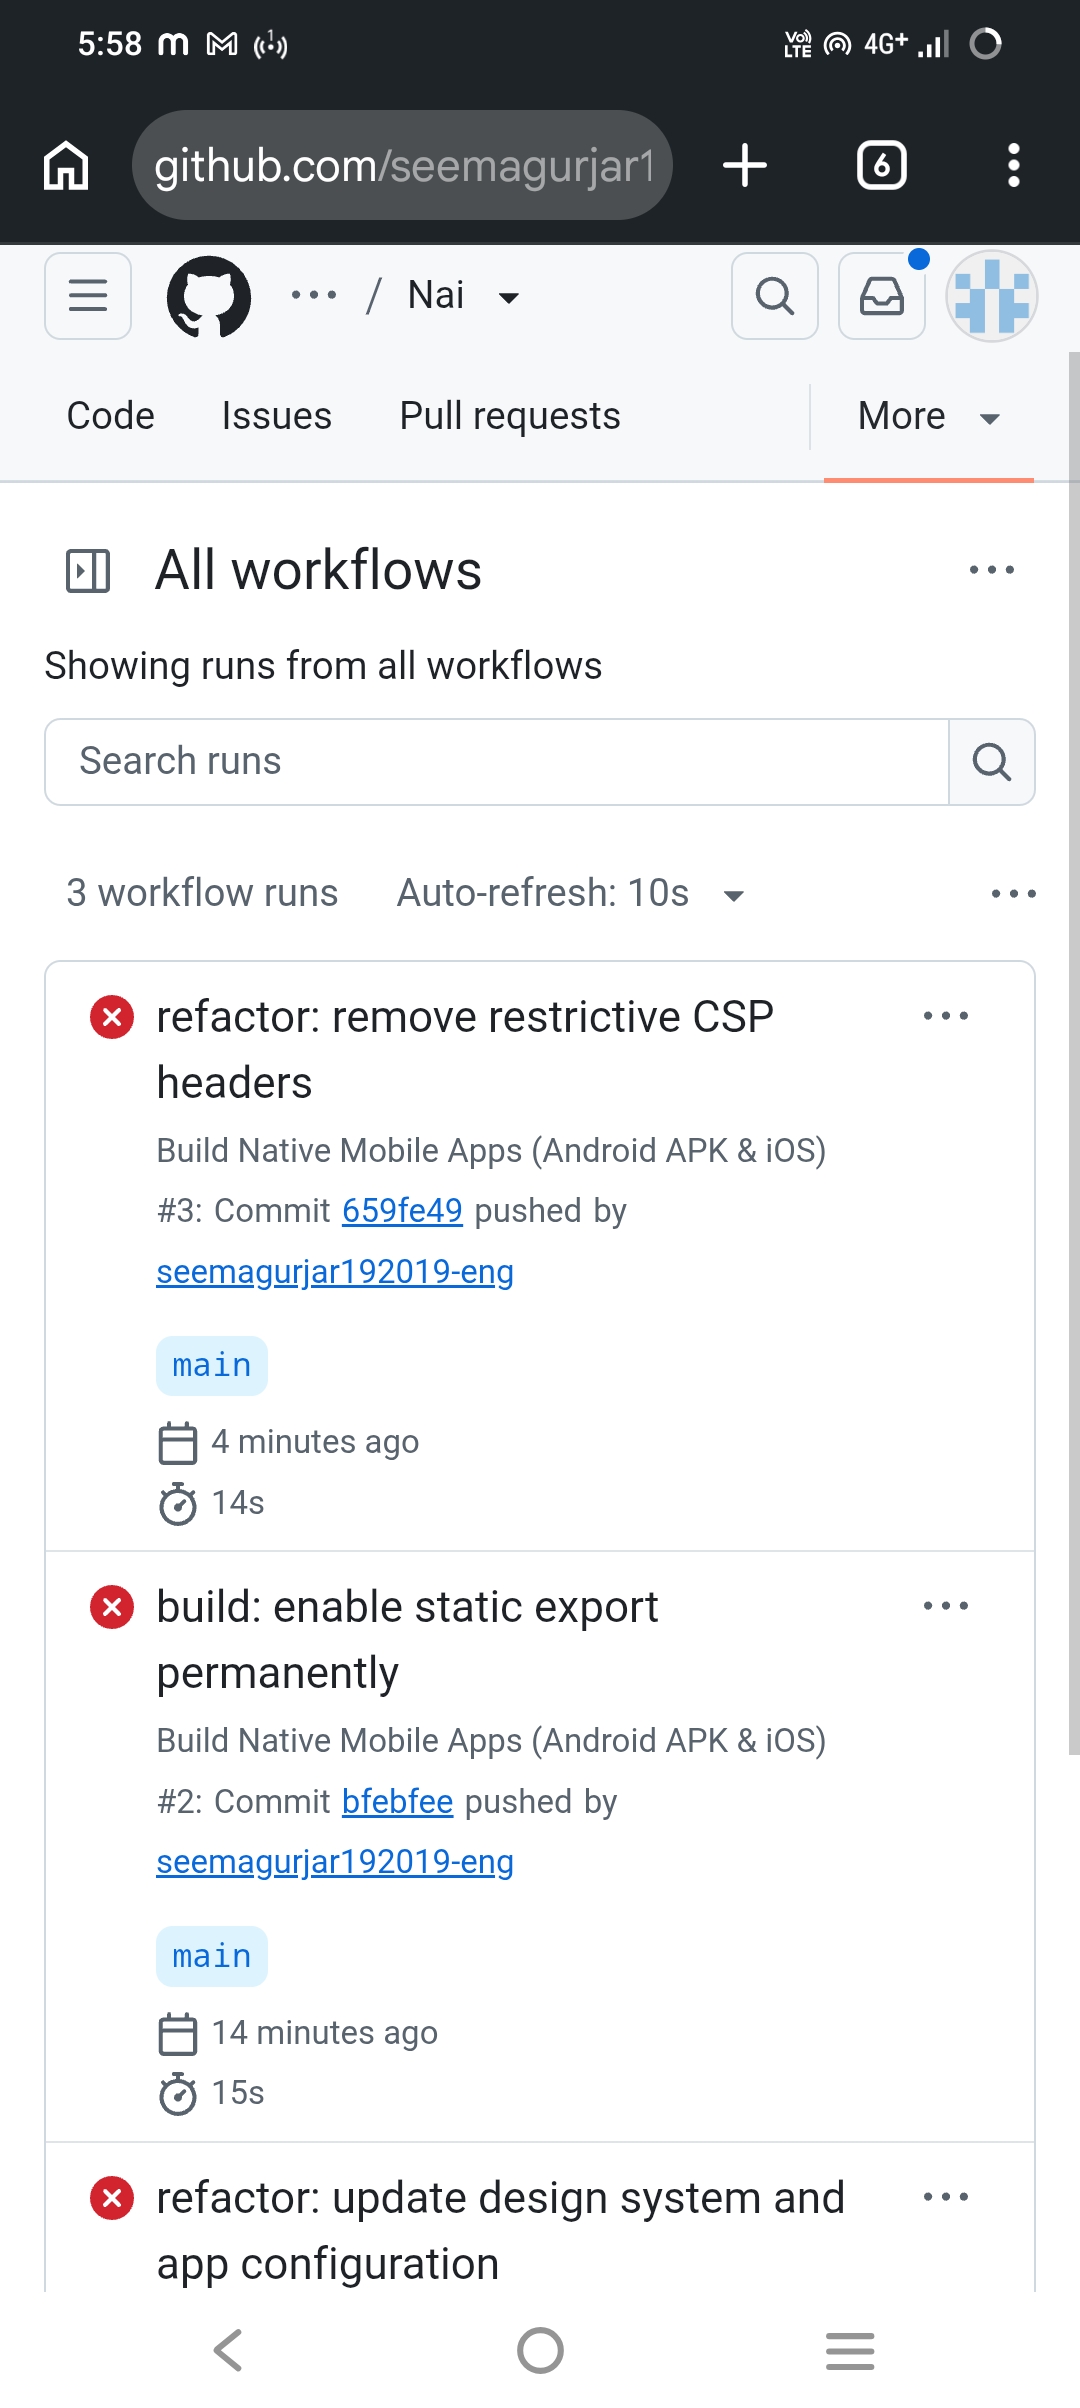 5:58
Vo)) LTE 4G+
github.com/seemagurjar1
6
/ Nai
Code Issues Pull requests More
All workflows
Showing runs from all workflows
Search runs
3 workflow runs Auto-refresh: 10s
refactor: remove restrictive CSP
headers
Build Native Mobile Apps (Android APK & iOS)
#3: Commit 659fe49 pushed by
seemagurjar192019-eng
main
4 minutes ago
14s
build: enable static export
permanently
Build Native Mobile Apps (Android APK & iOS)
#2: Commit bfebfee pushed by
seemagurjar192019-eng
main
14 minutes ago
15s
refactor: update design system and
app configuration